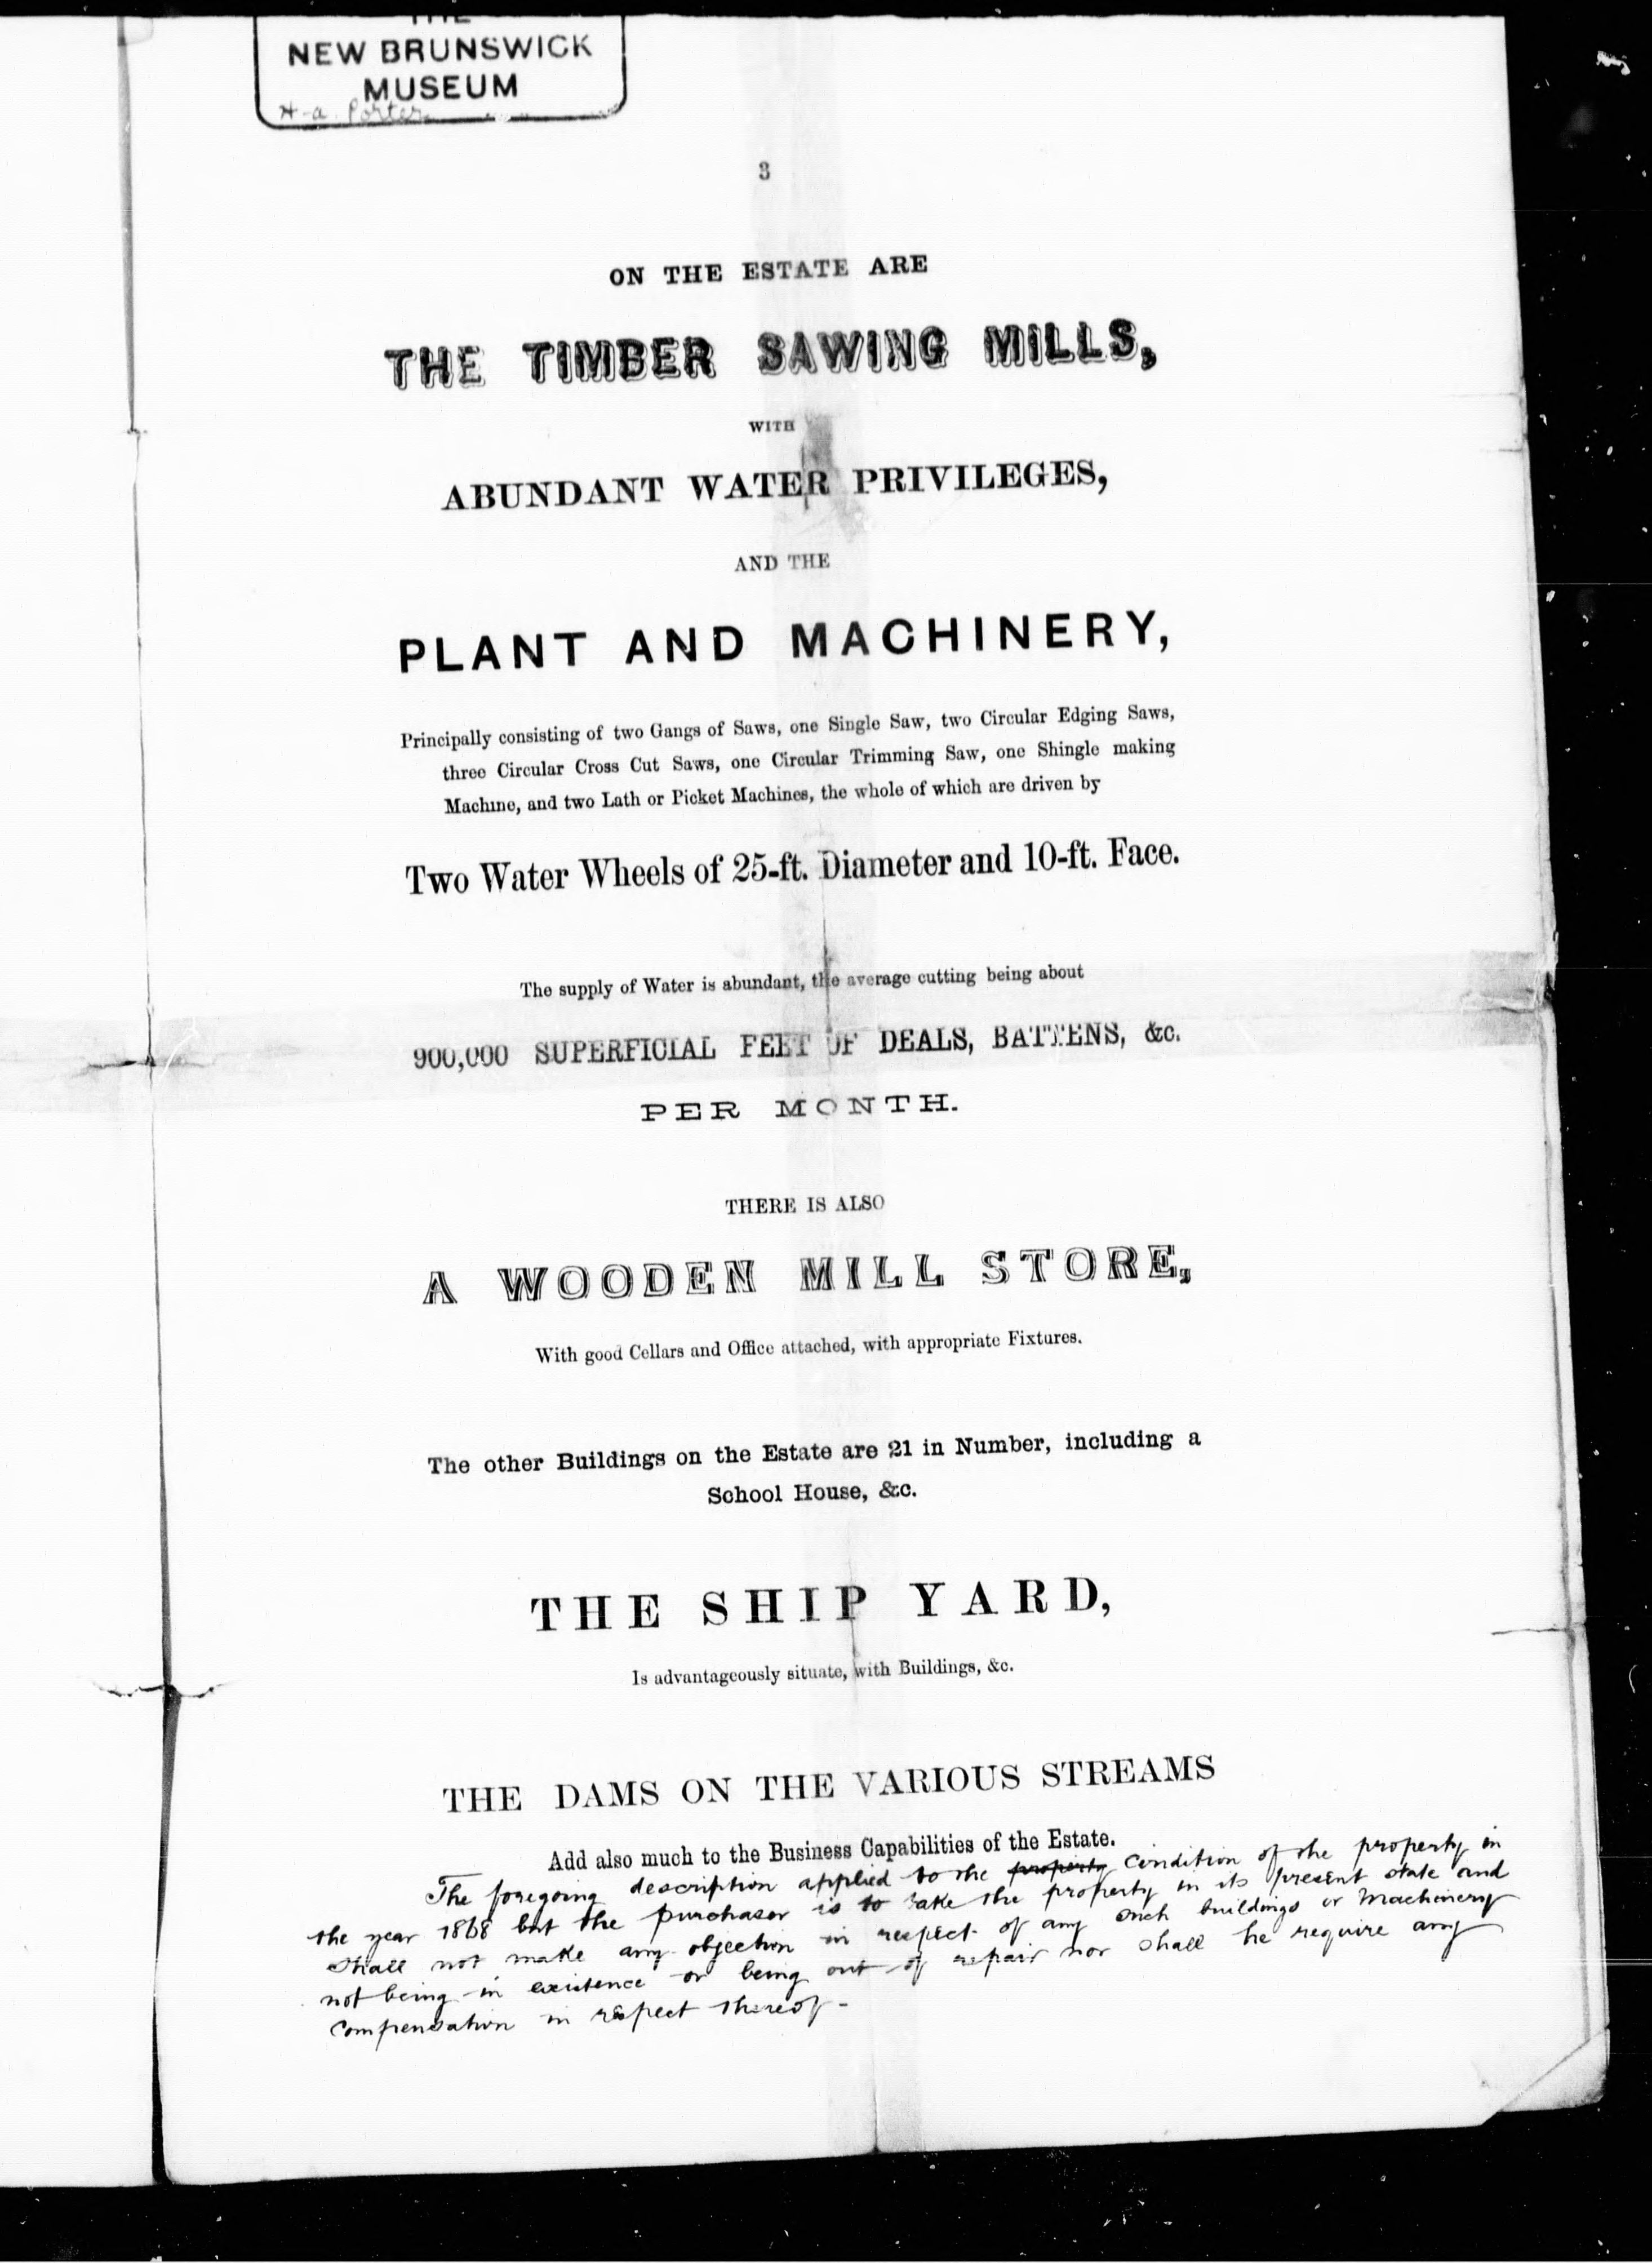 THE
NEW BRUNSWICK
MUSEUM
H. a. Porter
3
ON THE ESTATE ARE
THE TIMBER SAWING MILLS,
WITH
ABUNDANT WATER PRIVILEGES,
AND THE
PLANT AND MACHINERY,
Principally consisting of two Gangs of Saws, one Single Saw, two Circular Edging Saws,
three Circular Cross Cut Saws, one Circular Trimming Saw, one Shingle making
Machine, and two Lath or Picket Machines, the whole of which are driven by
Two Water Wheels of 25-ft. Diameter and 10-ft. Face.
The supply of Water is abundant, the average cutting being about
900,000 SUPERFICIAL FEET OF DEALS, BATTENS, &c.
PER MONTH.
THERE IS ALSO
A WOODEN MILL STORE,
With good Cellars and Office attached, with appropriate Fixtures.
The other Buildings on the Estate are 21 in Number, including a
School House, &c.
THE SHIP YARD,
Is advantageously situate, with Buildings, &c.
THE DAMS ON THE VARIOUS STREAMS
Add also much to the Business Capabilities of the Estate.
The foregoing description applied to the property condition of the property in
the year 1868 but the purchaser is to take the property in its present state and
shall not make any objection in respect of any such buildings or Machinery
not being in existence or being out of repair nor shall he require any
Compensation in respect thereof -